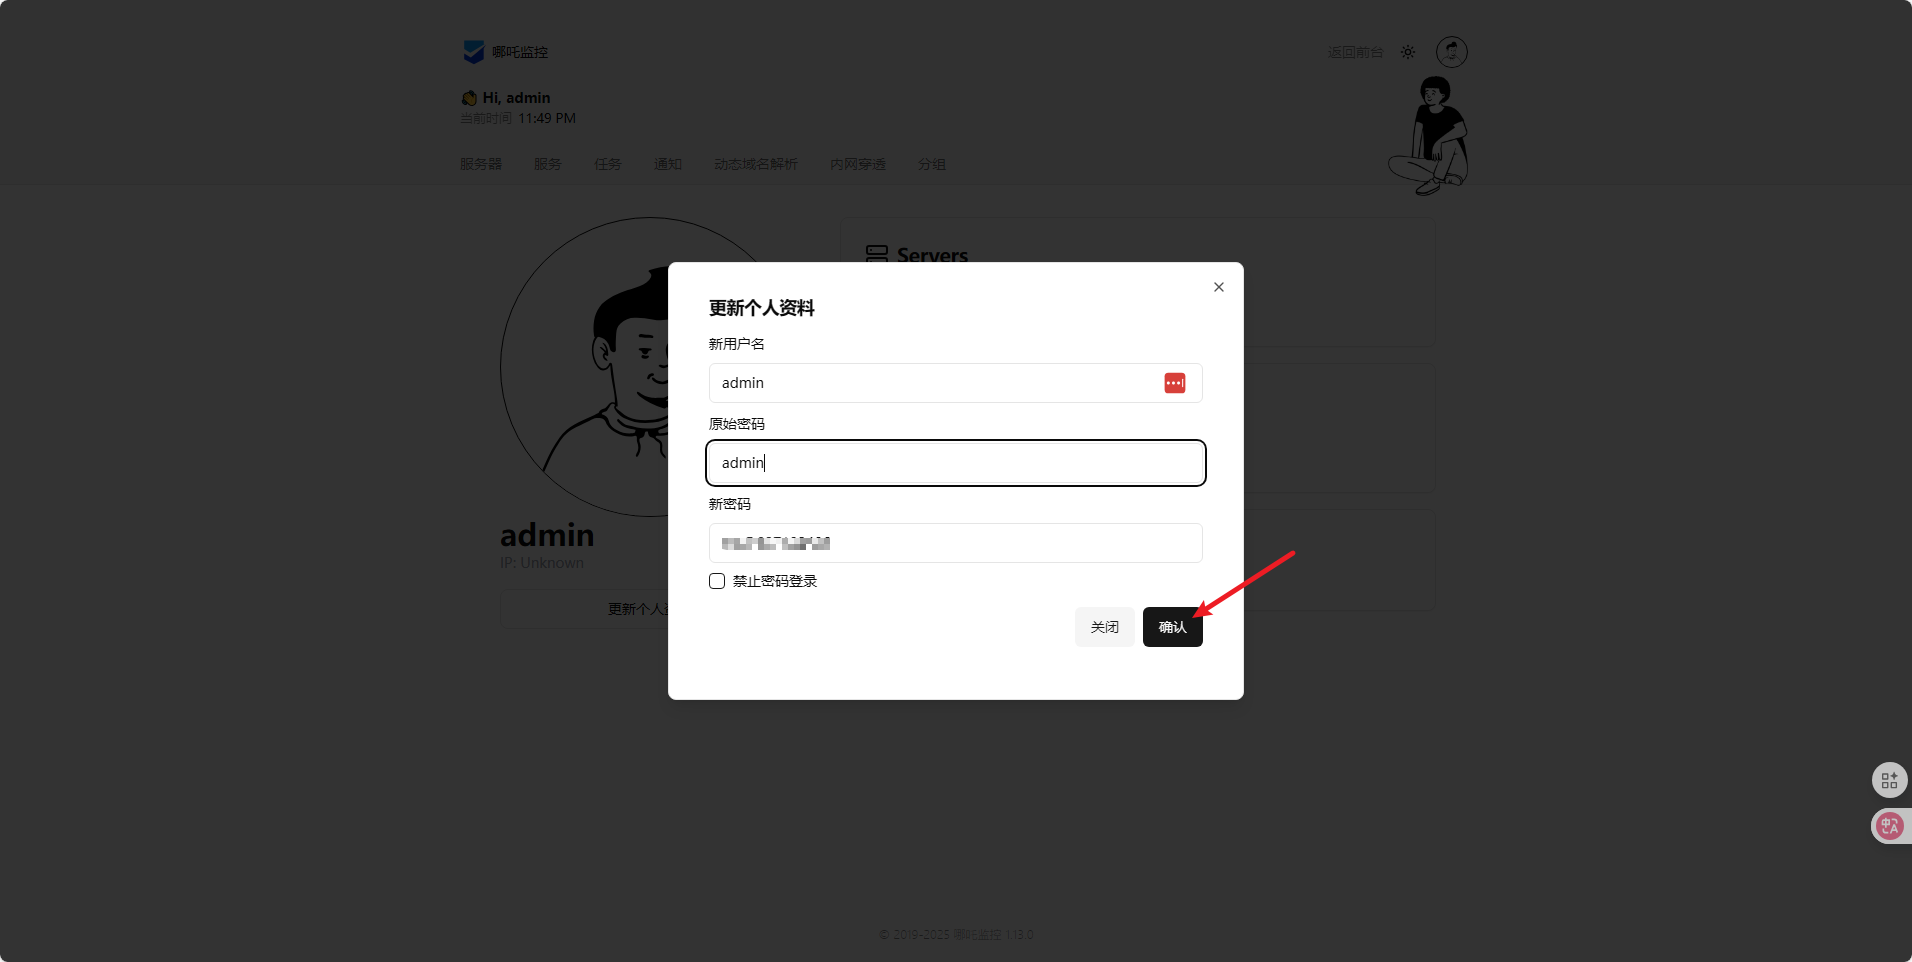 哪吒监控
返回前台
Hi, admin
当前时间 11:49 PM
服务器 服务 任务 通知 动态域名解析 内网穿透 分组
Servers
更新个人资料
新用户名
admin
原始密码
admin
新密码
禁止密码登录
关闭 确认
admin
IP: Unknown
更新个人
© 2019-2025 哪吒监控 1.13.0